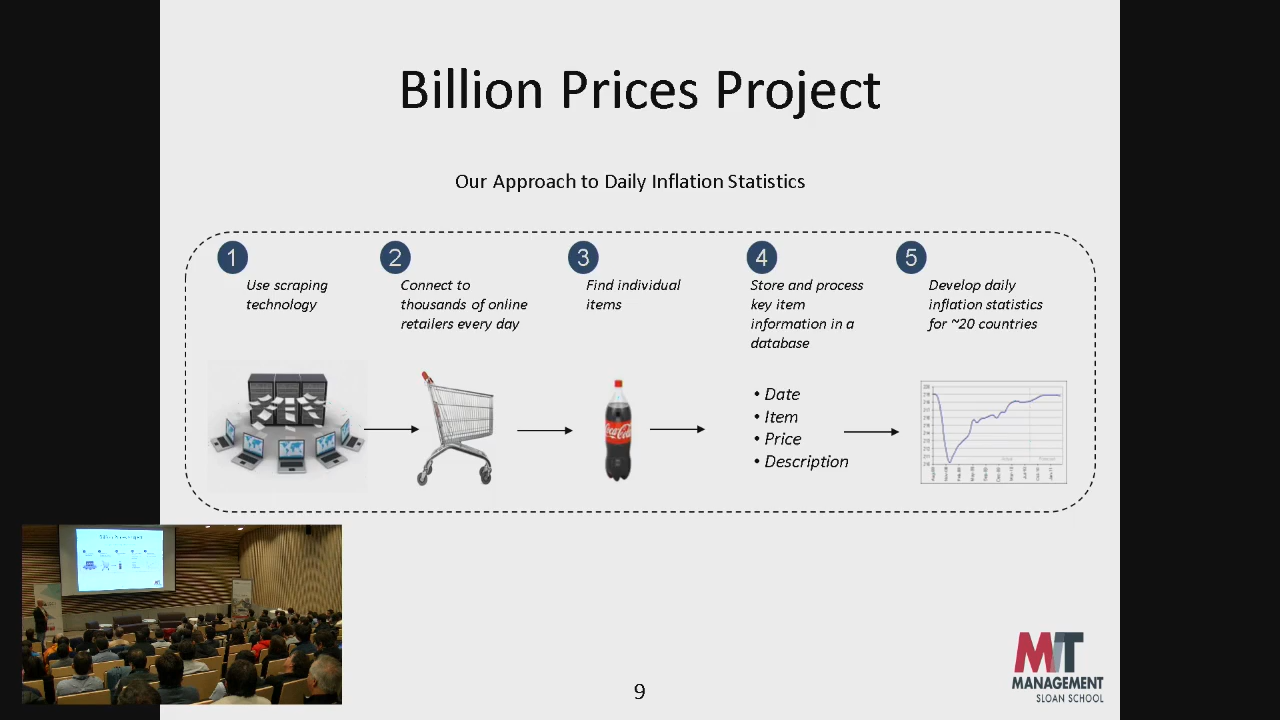 Billion Prices Project
Our Approach to Daily Inflation Statistics
1
Use scraping
technology
2
Connect to
thousands of online
retailers every day
3
Find individual
items
4
Store and process
key item
information in a
database
5
Develop daily
inflation statistics
for ~20 countries
• Date
• Item
• Price
• Description
Coca-Cola
9
MIT
MANAGEMENT
SLOAN SCHOOL